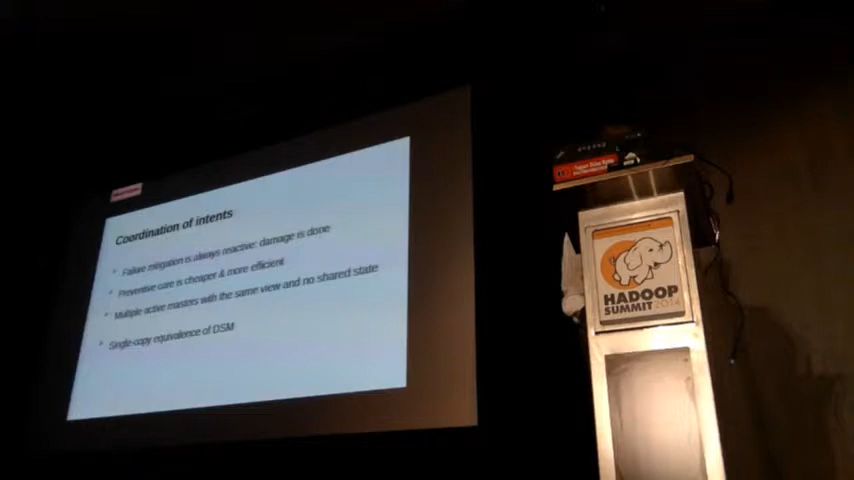 Coordination of intents
Failure mitigation is always reactive: damage is done
Preventive care is cheaper & more efficient
Multiple active masters with the same view and no shared state
Single-copy equivalence of DSM
HADOOP
SUMMIT 2014